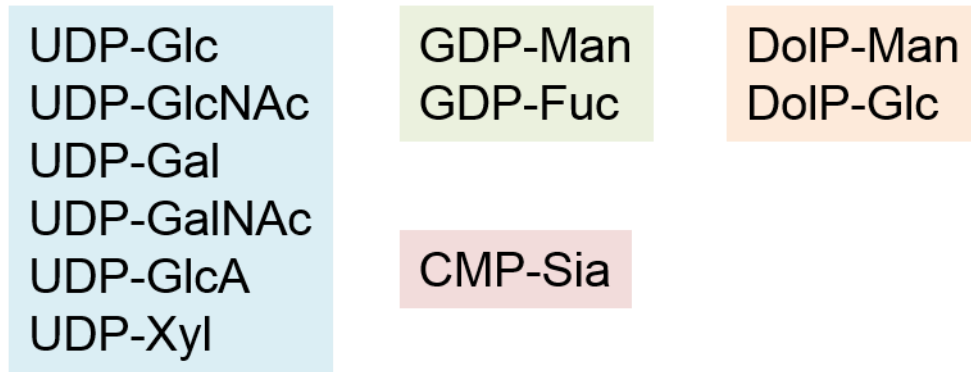 UDP-Glc
UDP-GlcNAc
UDP-Gal
UDP-GalNAc
UDP-GlcA
UDP-Xyl
GDP-Man
GDP-Fuc
CMP-Sia
DolP-Man
DolP-Glc